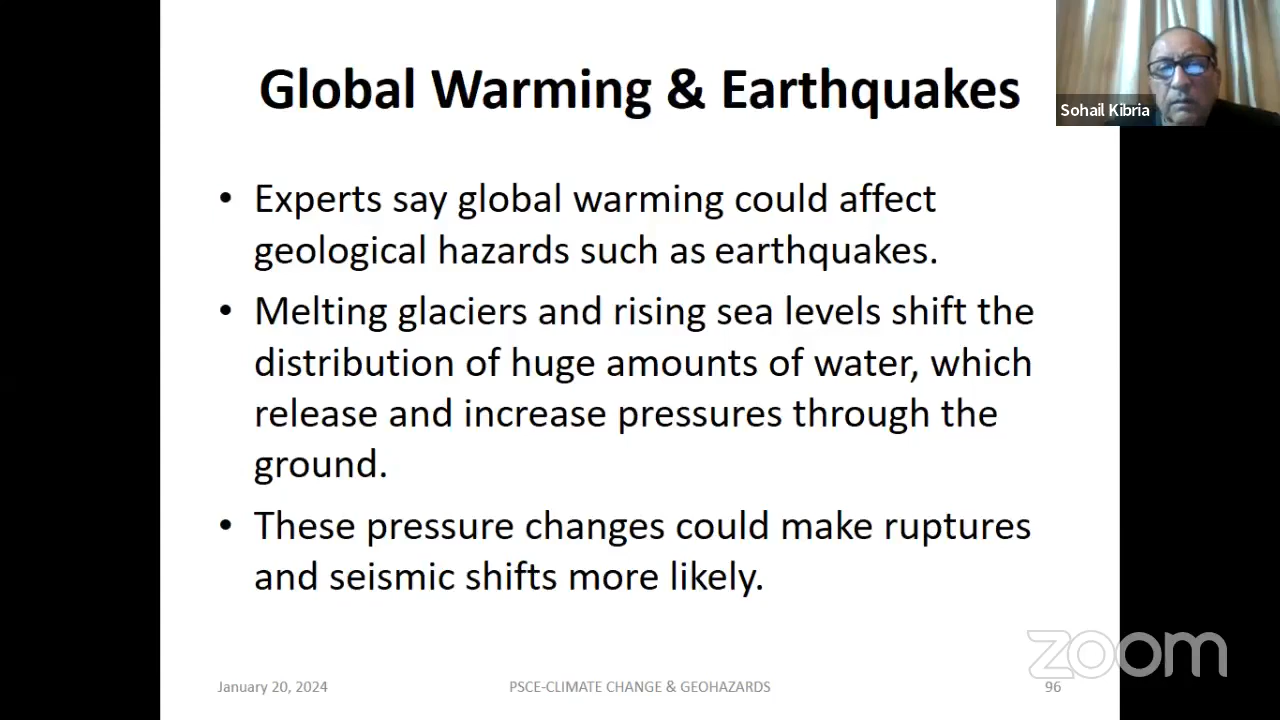 Global Warming & Earthquakes
Sohail Kibria
• Experts say global warming could affect
geological hazards such as earthquakes.
• Melting glaciers and rising sea levels shift the
distribution of huge amounts of water, which
release and increase pressures through the
ground.
• These pressure changes could make ruptures
and seismic shifts more likely.
zoom
January 20, 2024
PSCE-CLIMATE CHANGE & GEOHAZARDS
96